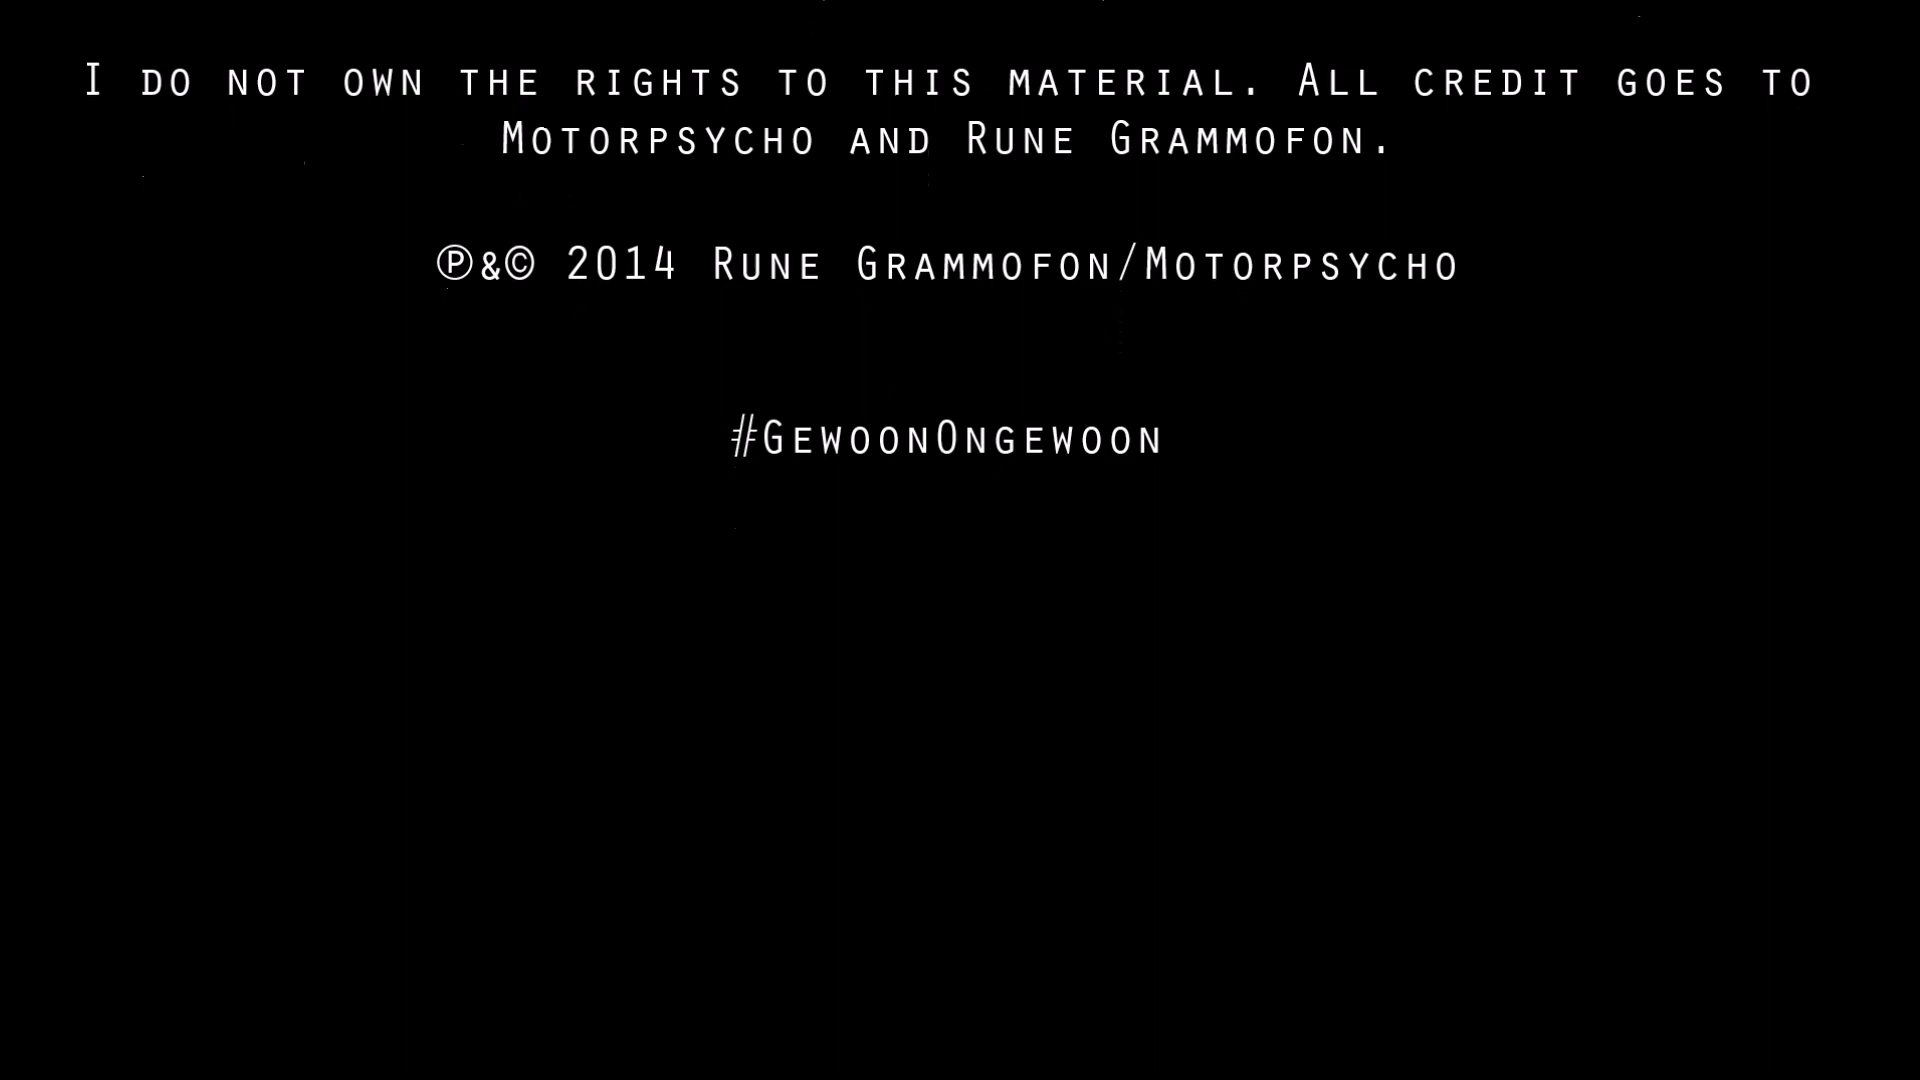 I do not own the rights to this material. All credit goes to
Motorpsycho and Rune Grammofon.
℗&© 2014 Rune Grammofon/Motorpsycho
#GewoonOngewoon